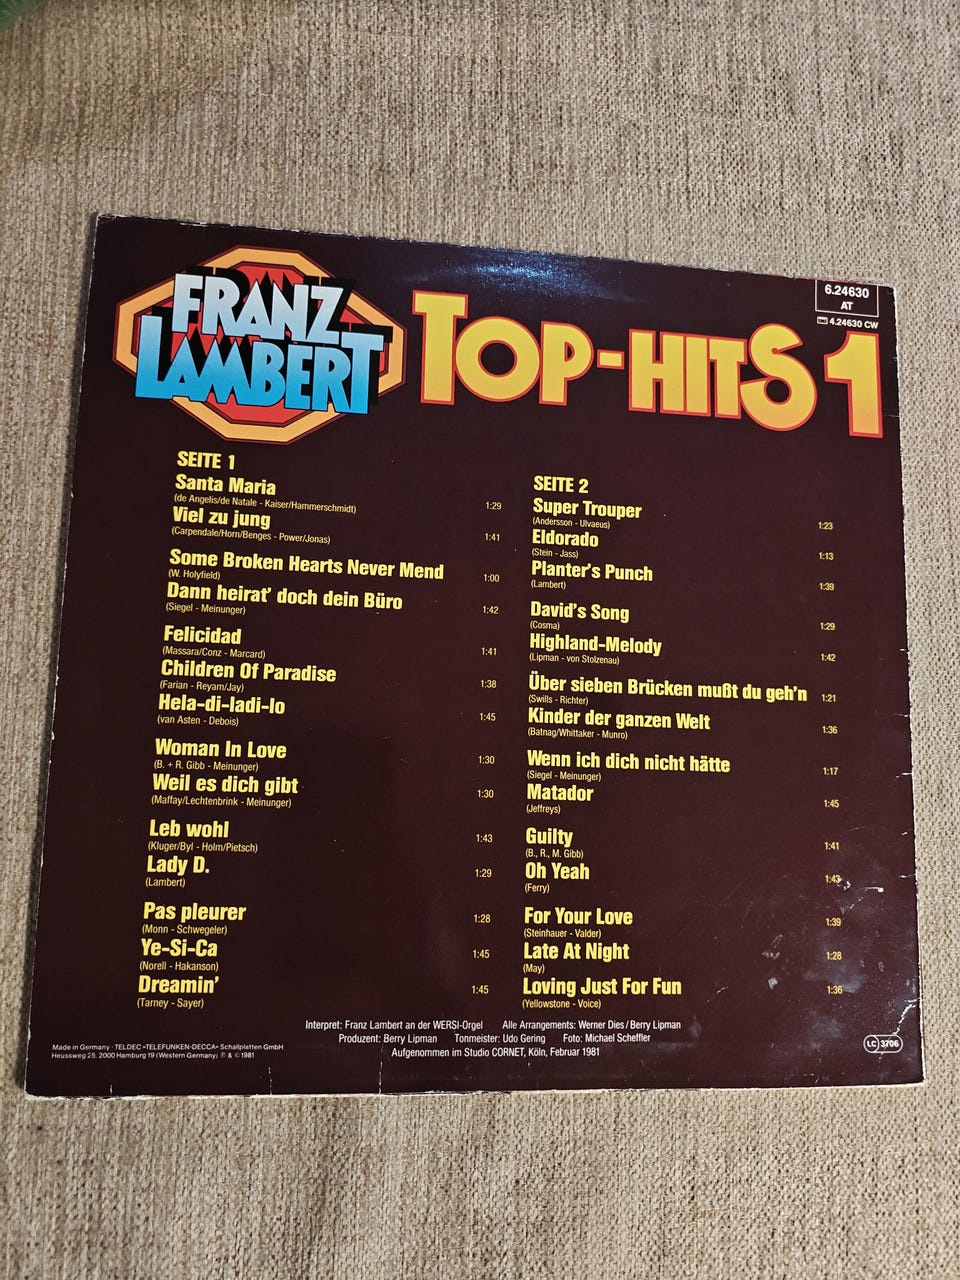 FRANZ
LAMBERT
TOP-HITS 1
6.24630
AT
4.24630 CW
SEITE 1
Santa Maria
(de Angelis/de Natale - Kaiser/Hammerschmidt) 1:29
Viel zu jung
(Carpendale/Horn/Benges - Power/Jonas) 1:41
Some Broken Hearts Never Mend
(W. Holyfield) 1:00
Dann heirat' doch dein Büro
(Siegel - Meinunger) 1:42
Felicidad
(Massara/Conz - Marcard) 1:41
Children Of Paradise
(Farian - Reyam/Jay) 1:38
Hela-di-ladi-lo
(van Asten - Debois) 1:45
Woman In Love
(B. + R. Gibb - Meinunger) 1:30
Weil es dich gibt
(Maffay/Lechtenbrink - Meinunger) 1:30
Leb wohl
(Kluger/Byl - Holm/Pietsch) 1:43
Lady D.
(Lambert) 1:29
Pas pleurer
(Monn - Schwegeler) 1:28
Ye-Si-Ca
(Norell - Hakanson) 1:45
Dreamin'
(Tarney - Sayer) 1:45
SEITE 2
Super Trouper
(Andersson - Ulvaeus) 1:23
Eldorado
(Stein - Jass) 1:13
Planter's Punch
(Lambert) 1:39
David's Song
(Cosma) 1:29
Highland-Melody
(Lipman - von Stolzenau) 1:42
Über sieben Brücken mußt du geh'n
(Swills - Richter) 1:21
Kinder der ganzen Welt
(Batnag/Whittaker - Munro) 1:36
Wenn ich dich nicht hätte
(Siegel - Meinunger) 1:17
Matador
(Jeffreys) 1:45
Guilty
(B., R., M. Gibb) 1:41
Oh Yeah
(Ferry) 1:43
For Your Love
(Steinhauer - Valder) 1:39
Late At Night
(May) 1:28
Loving Just For Fun
(Yellowstone - Voice) 1:36
Interpret: Franz Lambert an der WERSI-Orgel Alle Arrangements: Werner Dies / Berry Lipman
Produzent: Berry Lipman Tonmeister: Udo Gering Foto: Michael Scheffler
Aufgenommen im Studio CORNET, Köln, Februar 1981
Made in Germany · TELDEC »TELEFUNKEN-DECCA« Schallplatten GmbH
Heussweg 25, 2000 Hamburg 19 (Western Germany) ℗ & © 1981
LC 3706